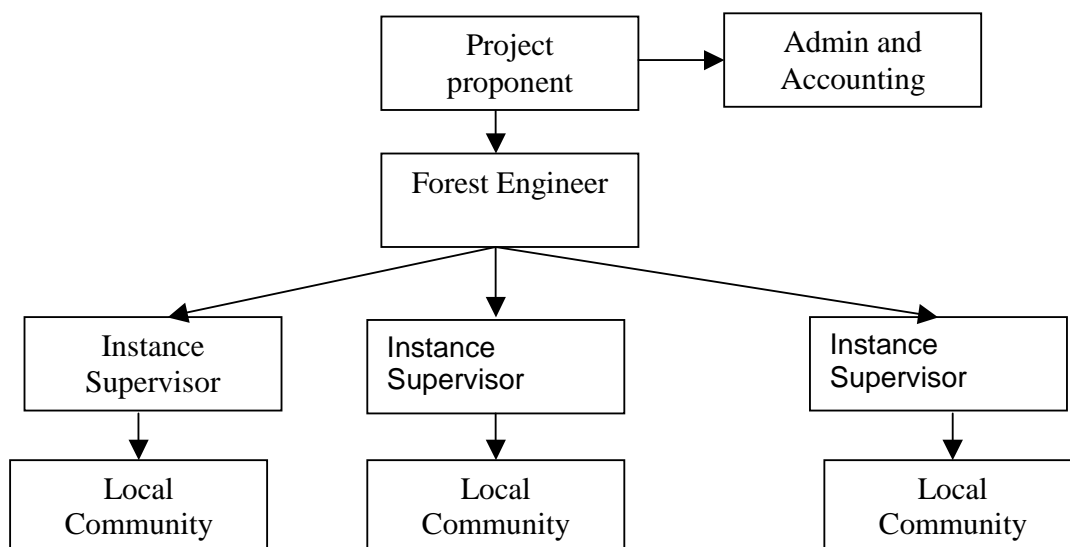 Project
proponent
Admin and
Accounting
Forest Engineer
Instance
Supervisor
Instance
Supervisor
Instance
Supervisor
Local
Community
Local
Community
Local
Community